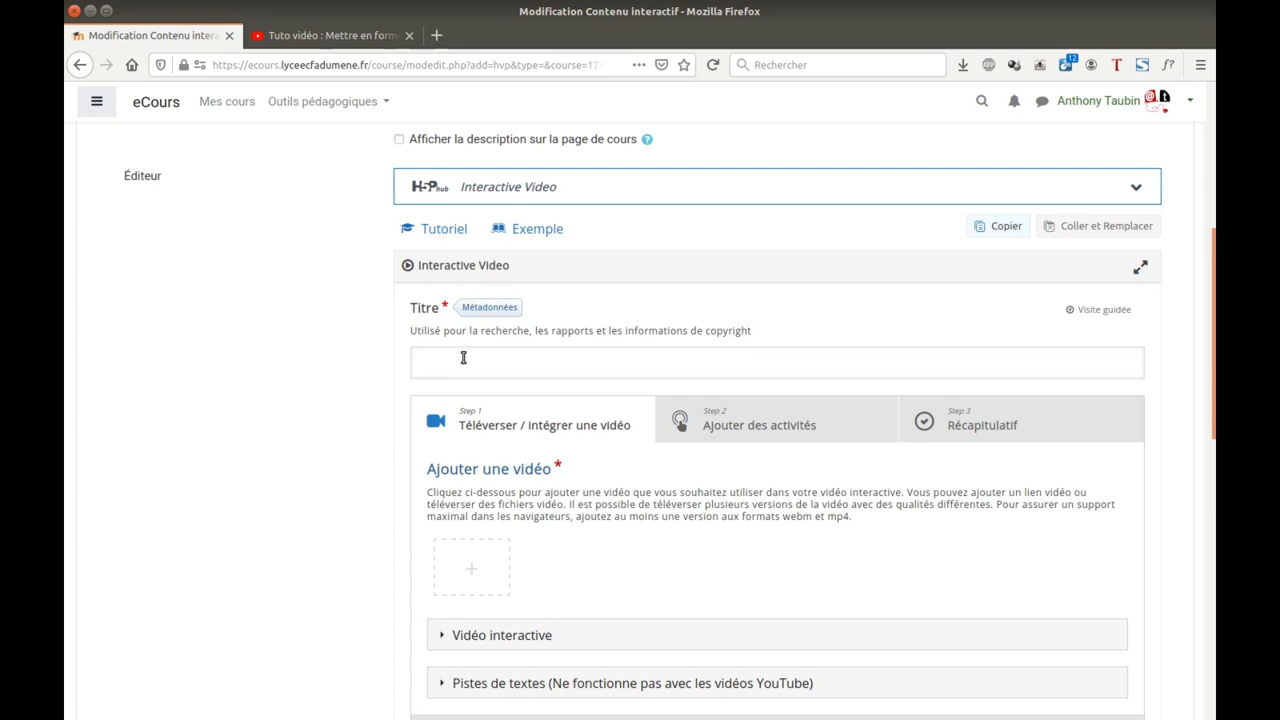 Modification Contenu interactif - Mozilla Firefox
Modification Contenu intera
Tuto vidéo : Mettre en form
https://ecours.lyceecfadumene.fr/course/modedit.php?add=hvp&type=&course=17
Rechercher
12
eCours
Mes cours
Outils pédagogiques
Anthony Taubin
Afficher la description sur la page de cours
Éditeur
H5P hub
Interactive Video
Tutoriel
Exemple
Copier
Coller et Remplacer
Interactive Video
Titre *
Métadonnées
Visite guidée
Utilisé pour la recherche, les rapports et les informations de copyright
Step 1
Téléverser / Intégrer une vidéo
Step 2
Ajouter des activités
Step 3
Récapitulatif
Ajouter une vidéo *
Cliquez ci-dessous pour ajouter une vidéo que vous souhaitez utiliser dans votre vidéo interactive. Vous pouvez ajouter un lien vidéo ou
téléverser des fichiers vidéo. Il est possible de téléverser plusieurs versions de la vidéo avec des qualités différentes. Pour assurer un support
maximal dans les navigateurs, ajoutez au moins une version aux formats webm et mp4.
Vidéo interactive
Pistes de textes (Ne fonctionne pas avec les vidéos YouTube)